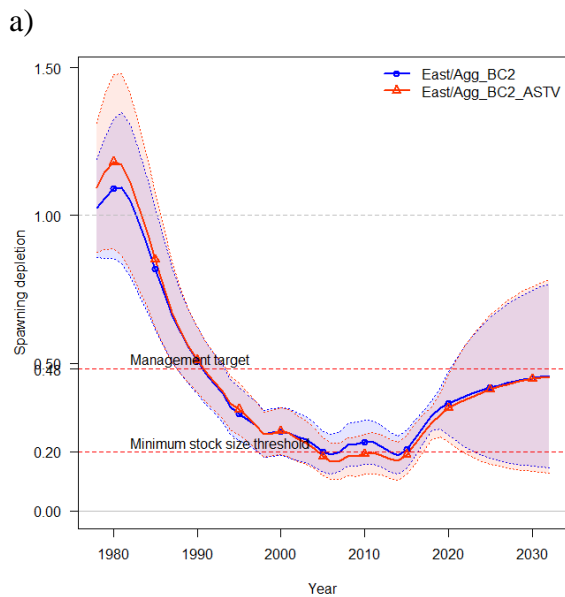 a)
1.50
East/Agg_BC2
East/Agg_BC2_ASTV
1.00
Spawning depletion
0.50
0.48
Management target
Minimum stock size threshold
0.20
0.00
1980 1990 2000 2010 2020 2030
Year